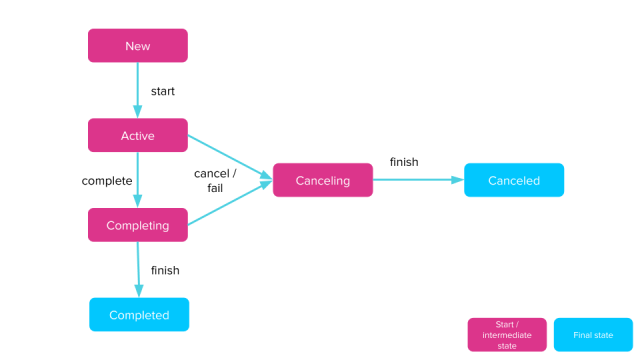 New
start
Active
complete
cancel /
fail
Canceling
finish
Canceled
Completing
finish
Completed
Start /
intermediate
state
Final state